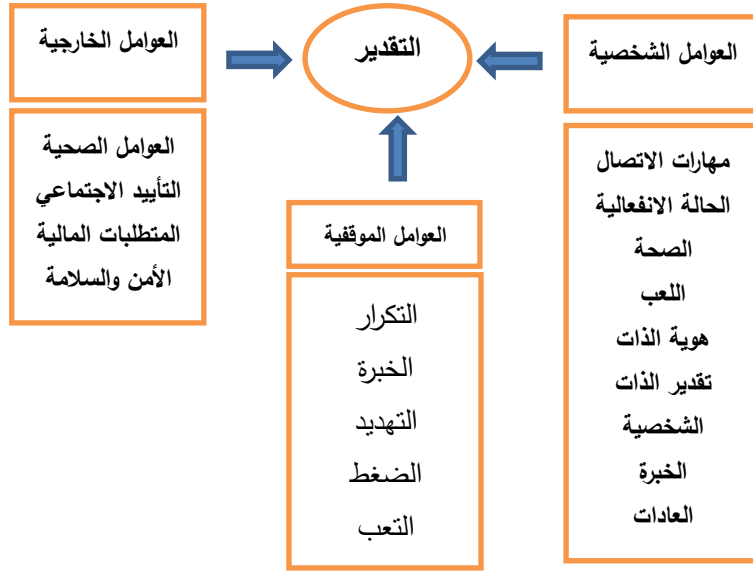 العوامل الشخصية
التقدير
العوامل الخارجية
مهارات الاتصال
الحالة الانفعالية
الصحة
اللعب
هوية الذات
تقدير الذات
الشخصية
الخبرة
العادات
العوامل الموقفية
التكرار
الخبرة
التهديد
الضغط
التعب
العوامل الصحية
التأييد الاجتماعي
المتطلبات المالية
الأمن والسلامة